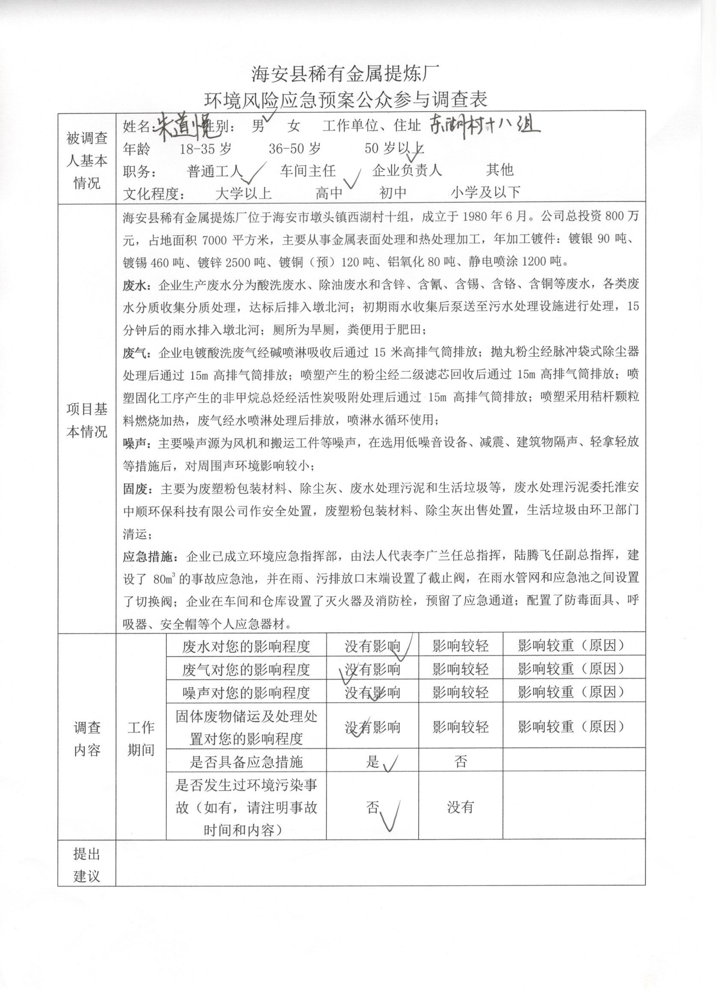 海安县稀有金属提炼厂
环境风险应急预案公众参与调查表
被调查
人基本
情况
姓名：朱道悦 性别： 男✓ 女 工作单位、住址 东湖村十八组
年龄 18-35 岁 36-50 岁 50 岁以上✓
职务： 普通工人✓ 车间主任 企业负责人 其他
文化程度： 大学以上 高中✓ 初中 小学及以下
项目基
本情况
海安县稀有金属提炼厂位于海安市墩头镇西湖村十组，成立于 1980 年 6 月。公司总投资 800 万
元，占地面积 7000 平方米，主要从事金属表面处理和热处理加工，年加工镀件：镀银 90 吨、
镀锡 460 吨、镀锌 2500 吨、镀铜（预）120 吨、铝氧化 80 吨、静电喷涂 1200 吨。
废水：企业生产废水分为酸洗废水、除油废水和含锌、含氰、含锡、含铬、含铜等废水，各类废
水分质收集分质处理，达标后排入墩北河；初期雨水收集后泵送至污水处理设施进行处理，15
分钟后的雨水排入墩北河；厕所为旱厕，粪便用于肥田；
废气：企业电镀酸洗废气经碱喷淋吸收后通过 15 米高排气筒排放；抛丸粉尘经脉冲袋式除尘器
处理后通过 15m 高排气筒排放；喷塑产生的粉尘经二级滤芯回收后通过 15m 高排气筒排放；喷
塑固化工序产生的非甲烷总烃经活性炭吸附处理后通过 15m 高排气筒排放；喷塑采用秸杆颗粒
料燃烧加热，废气经水喷淋处理后排放，喷淋水循环使用；
噪声：主要噪声源为风机和搬运工件等噪声，在选用低噪音设备、减震、建筑物隔声、轻拿轻放
等措施后，对周围声环境影响较小；
固废：主要为废塑粉包装材料、除尘灰、废水处理污泥和生活垃圾等，废水处理污泥委托淮安
中顺环保科技有限公司作安全处置，废塑粉包装材料、除尘灰出售处置，生活垃圾由环卫部门
清运；
应急措施：企业已成立环境应急指挥部，由法人代表李广兰任总指挥，陆腾飞任副总指挥，建
设了 80m³ 的事故应急池，并在雨、污排放口末端设置了截止阀，在雨水管网和应急池之间设置
了切换阀；企业在车间和仓库设置了灭火器及消防栓，预留了应急通道；配置了防毒面具、呼
吸器、安全帽等个人应急器材。
调查
内容
工作
期间
废水对您的影响程度 没有影响✓ 影响较轻 影响较重（原因）
废气对您的影响程度 ✓没有影响 影响较轻 影响较重（原因）
噪声对您的影响程度 没有影响✓ 影响较轻 影响较重（原因）
固体废物储运及处理处
置对您的影响程度 没有影响✓ 影响较轻 影响较重（原因）
是否具备应急措施 是✓ 否
是否发生过环境污染事
故（如有，请注明事故
时间和内容） 否✓ 没有
提出
建议